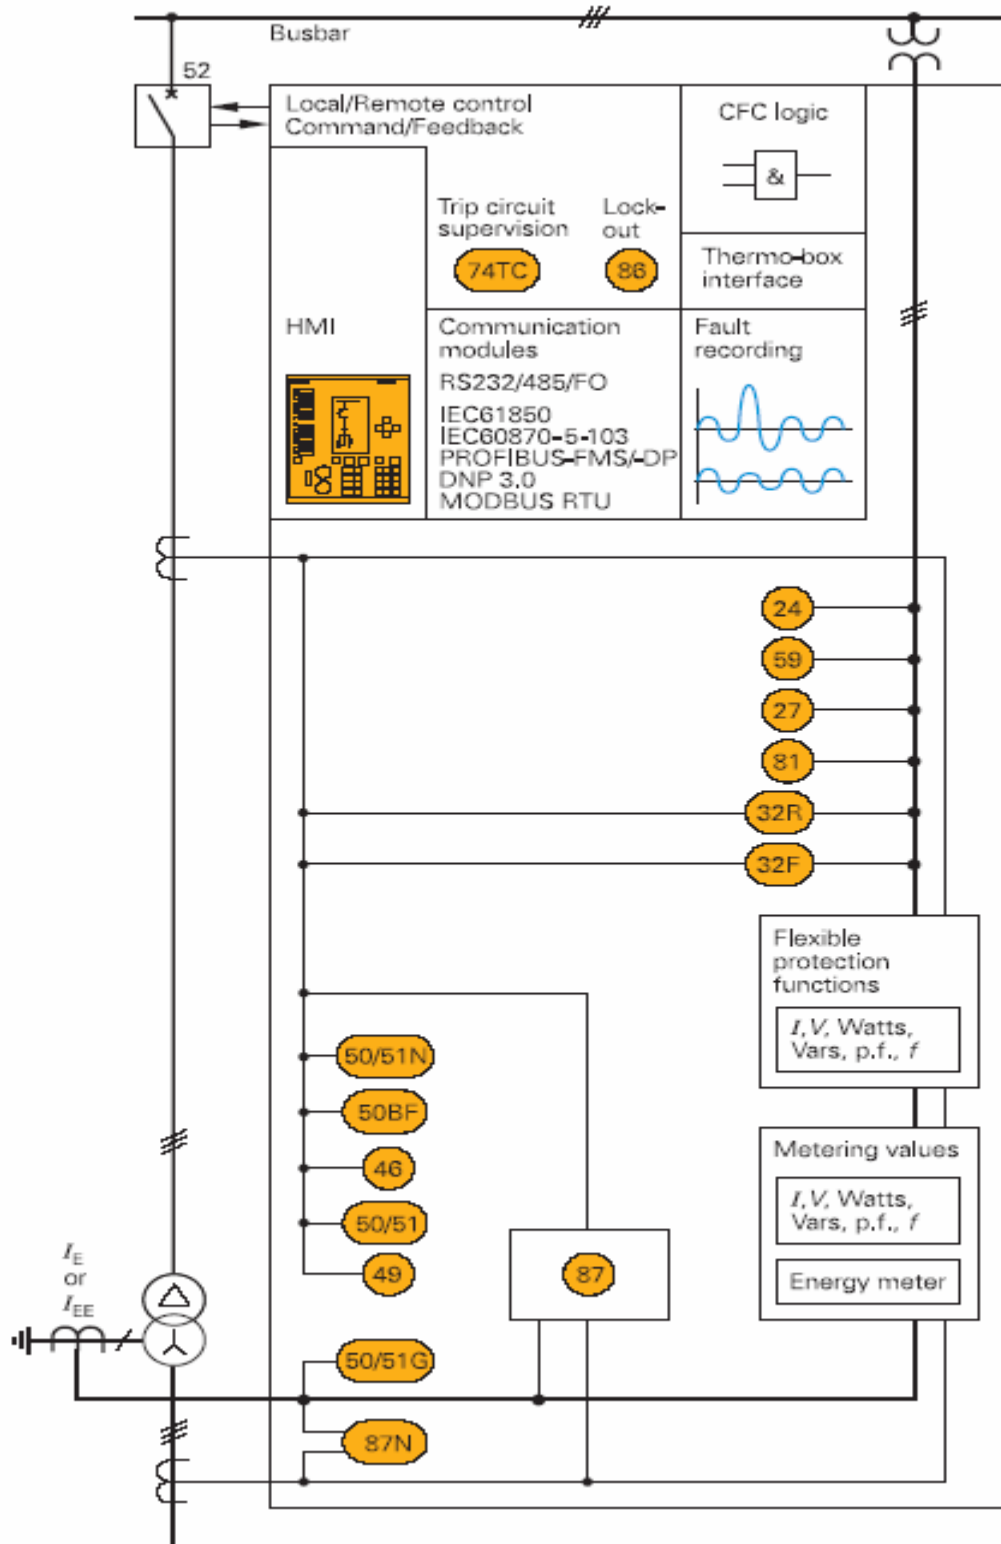 Busbar
52
Local/Remote control
Command/Feedback
CFC logic
&
Trip circuit
supervision
74TC
Lock-
out
86
Thermo-box
interface
HMI
Communication
modules
RS232/485/FO
IEC61850
IEC60870-5-103
PROFIBUS-FMS/-DP
DNP 3.0
MODBUS RTU
Fault
recording
24
59
27
81
32R
32F
Flexible
protection
functions
I,V, Watts,
Vars, p.f., f
50/51N
50BF
46
50/51
49
87
Metering values
I,V, Watts,
Vars, p.f., f
Energy meter
IE
or
IEE
50/51G
87N